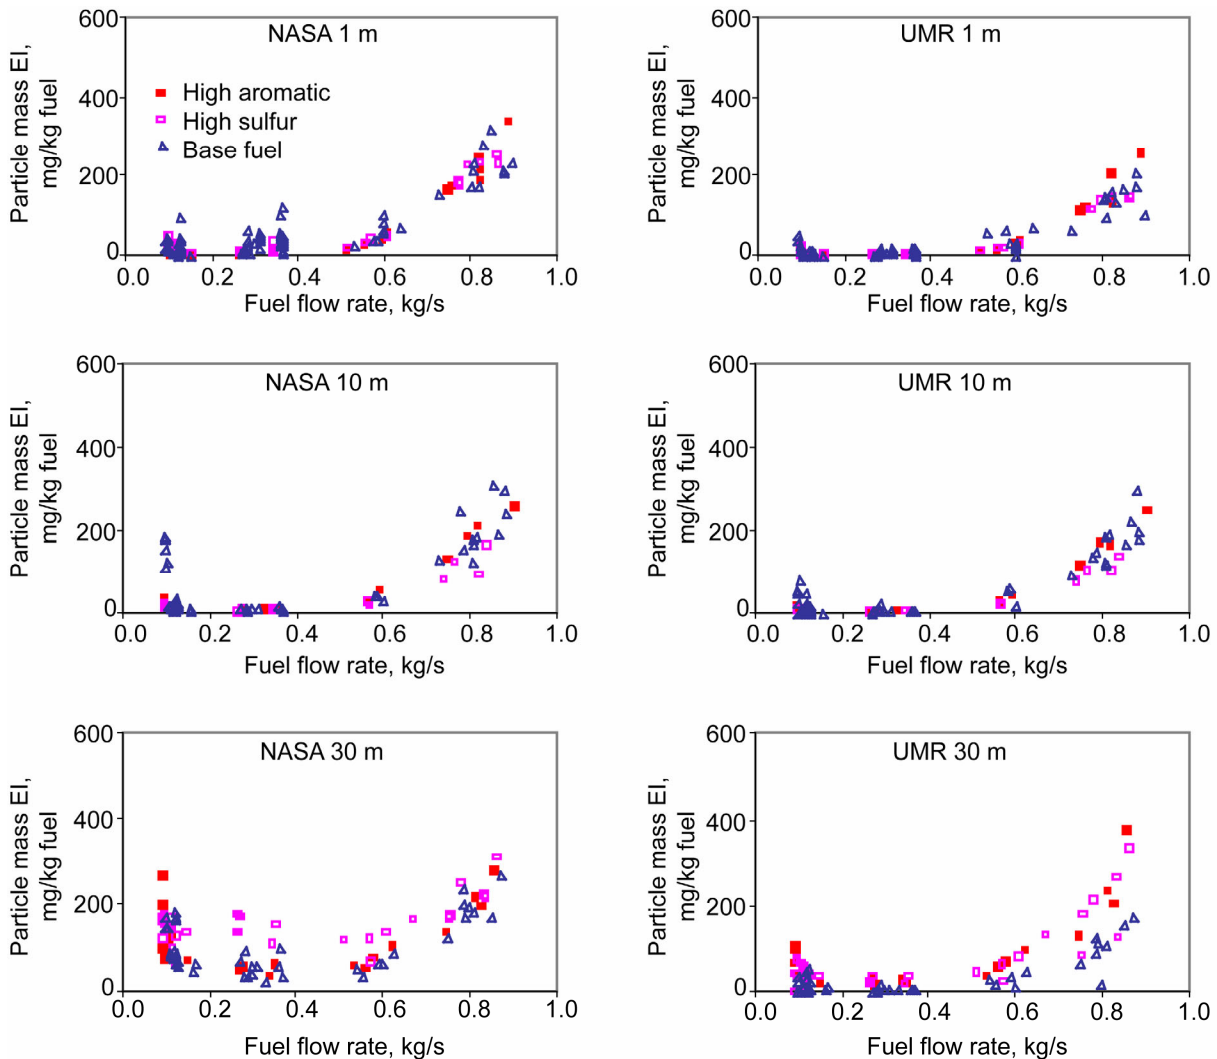 NASA 1 m
Particle mass EI,
mg/kg fuel
600
400
200
0
High aromatic
High sulfur
Base fuel
0.0 0.2 0.4 0.6 0.8 1.0
Fuel flow rate, kg/s
UMR 1 m
Particle mass EI,
mg/kg fuel
600
400
200
0
0.0 0.2 0.4 0.6 0.8 1.0
Fuel flow rate, kg/s
NASA 10 m
Particle mass EI,
mg/kg fuel
600
400
200
0
0.0 0.2 0.4 0.6 0.8 1.0
Fuel flow rate, kg/s
UMR 10 m
Particle mass EI,
mg/kg fuel
600
400
200
0
0.0 0.2 0.4 0.6 0.8 1.0
Fuel flow rate, kg/s
NASA 30 m
Particle mass EI,
mg/kg fuel
600
400
200
0
0.0 0.2 0.4 0.6 0.8 1.0
Fuel flow rate, kg/s
UMR 30 m
Particle mass EI,
mg/kg fuel
600
400
200
0
0.0 0.2 0.4 0.6 0.8 1.0
Fuel flow rate, kg/s